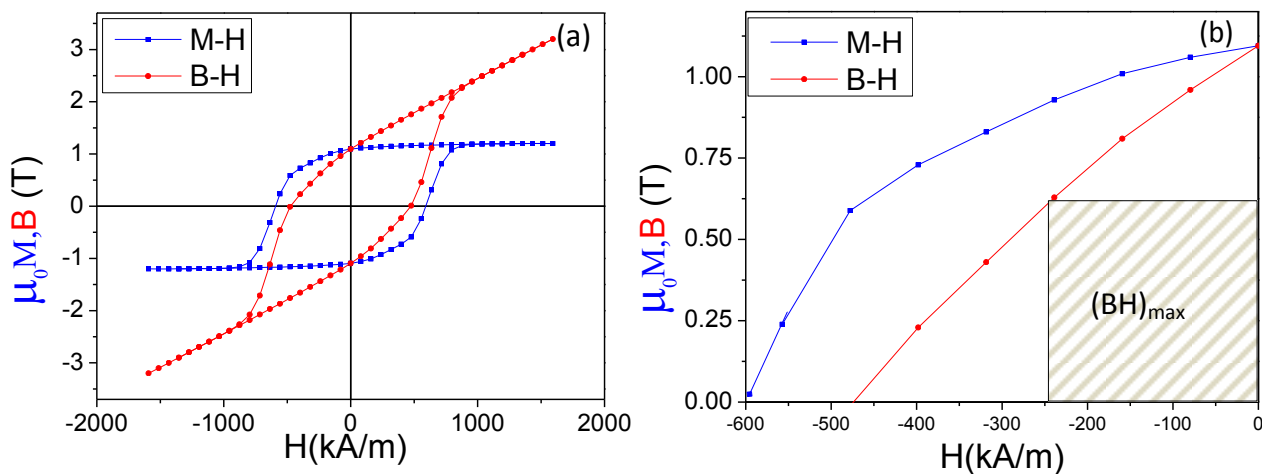 M-H
B-H
(a)
3
2
1
0
-1
-2
-3
μ₀M,B (T)
-2000 -1000 0 1000 2000
H(kA/m)
M-H
B-H
(b)
1.00
0.75
0.50
0.25
0.00
μ₀M,B (T)
(BH)max
-600 -500 -400 -300 -200 -100 0
H(kA/m)